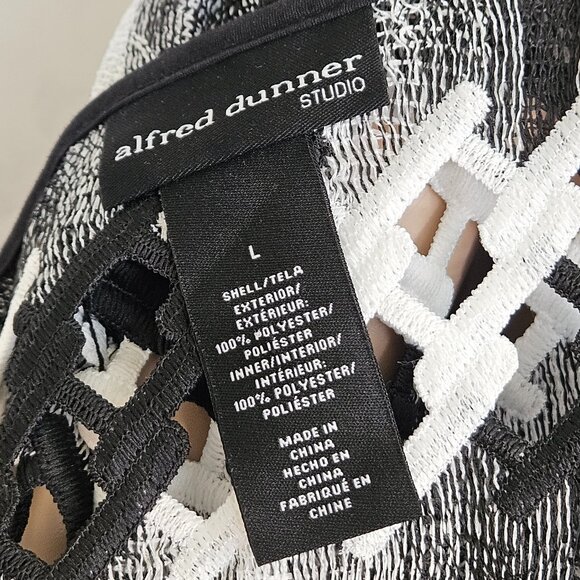 alfred dunner
STUDIO
L
SHELL/TELA
EXTERIOR/
EXTÉRIEUR:
100% POLYESTER/
POLIÉSTER
INNER/INTERIOR/
INTÉRIEUR:
100% POLYESTER/
POLIÉSTER
MADE IN
CHINA
HECHO EN
CHINA
FABRIQUÉ EN
CHINE